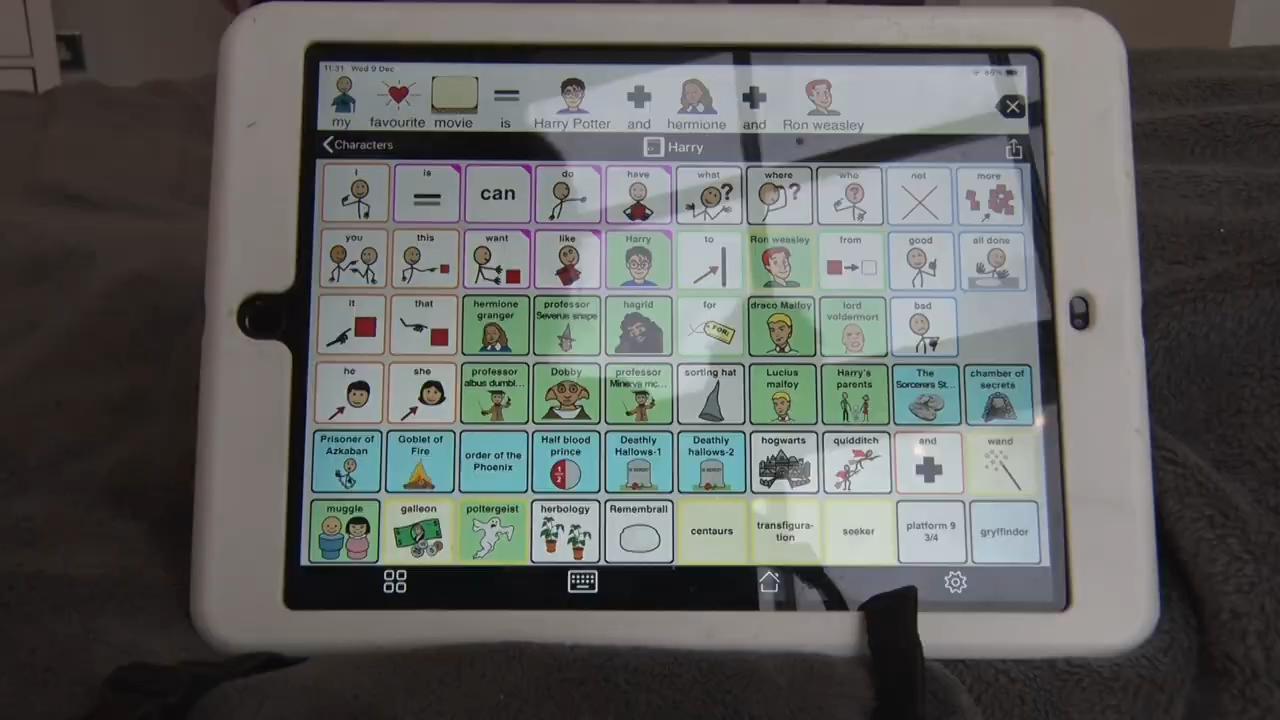 11:31 Wed 9 Dec
86%
my favourite movie is Harry Potter and hermione and Ron weasley
Characters
Harry
I is can do have what where who not more
you this want like Harry to Ron weasley from good all done
it that hermione granger professor Severus snape hagrid for draco Malfoy lord voldermort bad
FOR:
he she professor albus dumbl... Dobby professor Minerva mc... sorting hat Lucius malfoy Harry's parents The Sorcerers St... chamber of secrets
Prisoner of Azkaban Goblet of Fire order of the Phoenix Half blood prince Deathly Hallows-1 Deathly hallows-2 hogwarts quidditch and wand
muggle galleon poltergeist herbology Remembrall centaurs transfigura-tion seeker platform 9 3/4 gryffinder